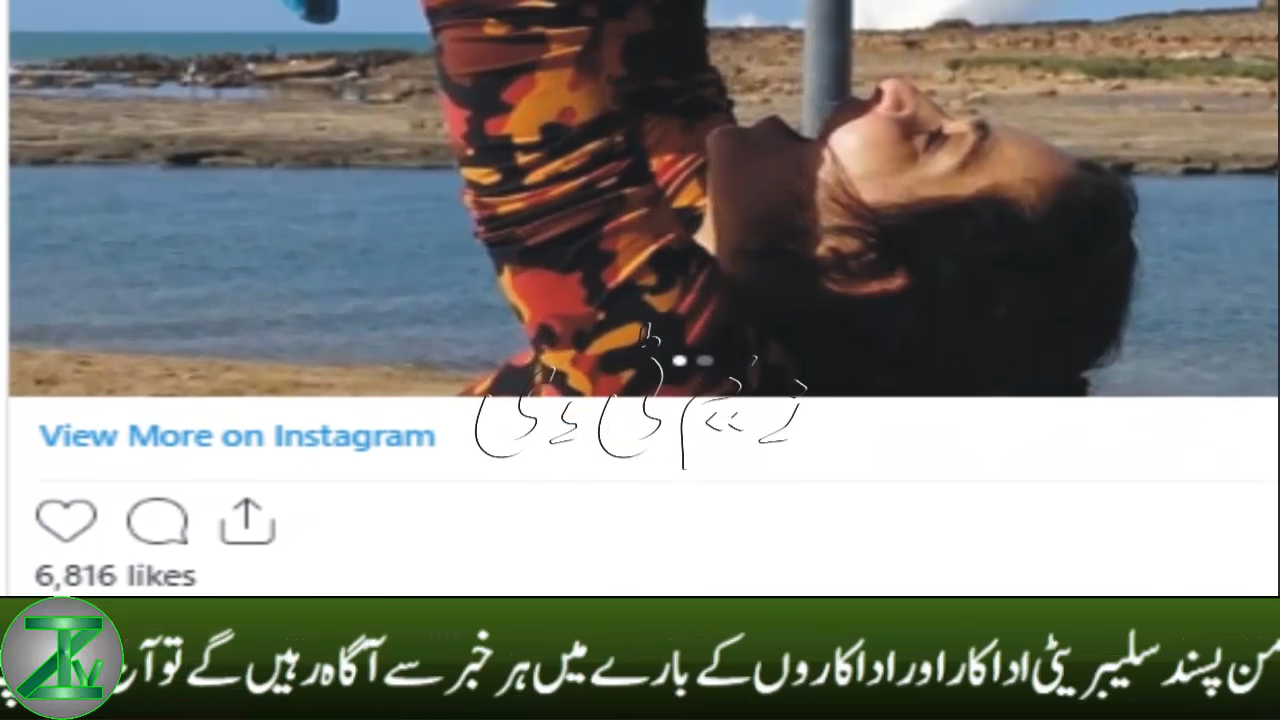 View More on Instagram
6,816 likes
من پسند سلیبریٹی اداکار اور اداکاروں کے بارے میں ہر خبر سے آگاہ رہیں گے تو آ